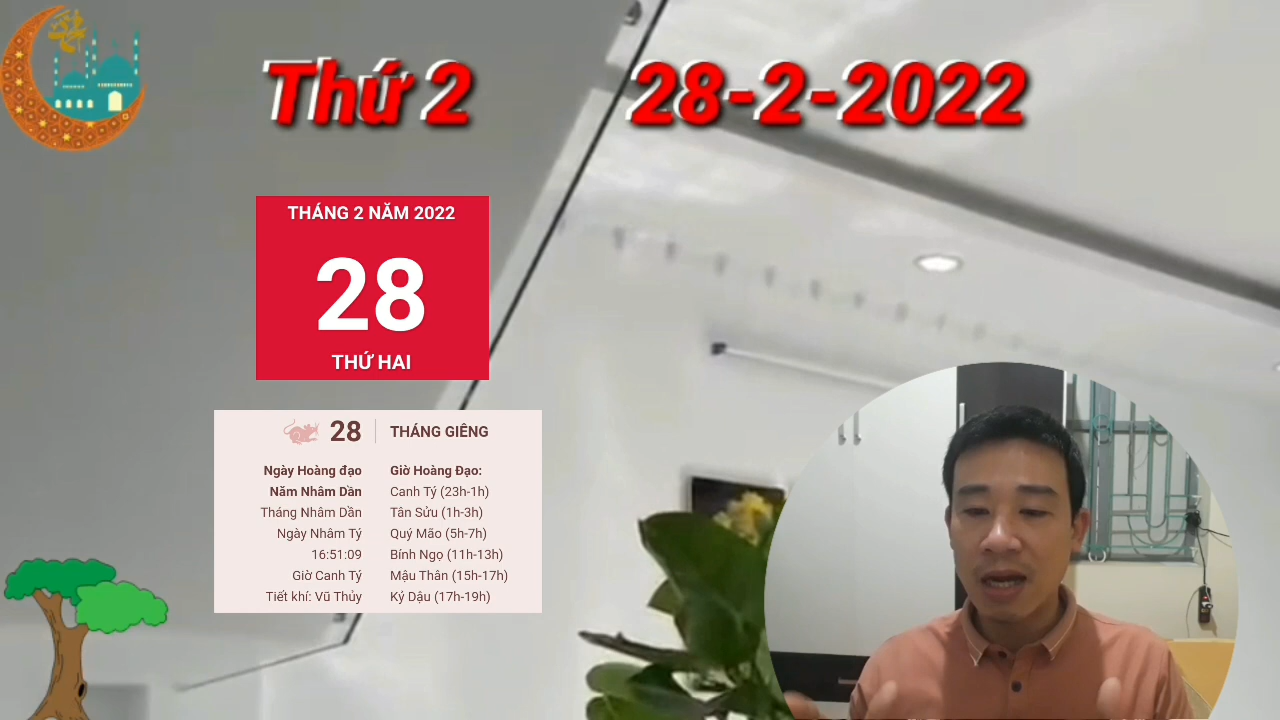 Thứ 2 28-2-2022
THÁNG 2 NĂM 2022
28
THỨ HAI
28 THÁNG GIÊNG
Ngày Hoàng đạo
Năm Nhâm Dần
Tháng Nhâm Dần
Ngày Nhâm Tý
16:51:09
Giờ Canh Tý
Tiết khí: Vũ Thủy
Giờ Hoàng Đạo:
Canh Tý (23h-1h)
Tân Sửu (1h-3h)
Quý Mão (5h-7h)
Bính Ngọ (11h-13h)
Mậu Thân (15h-17h)
Kỷ Dậu (17h-19h)